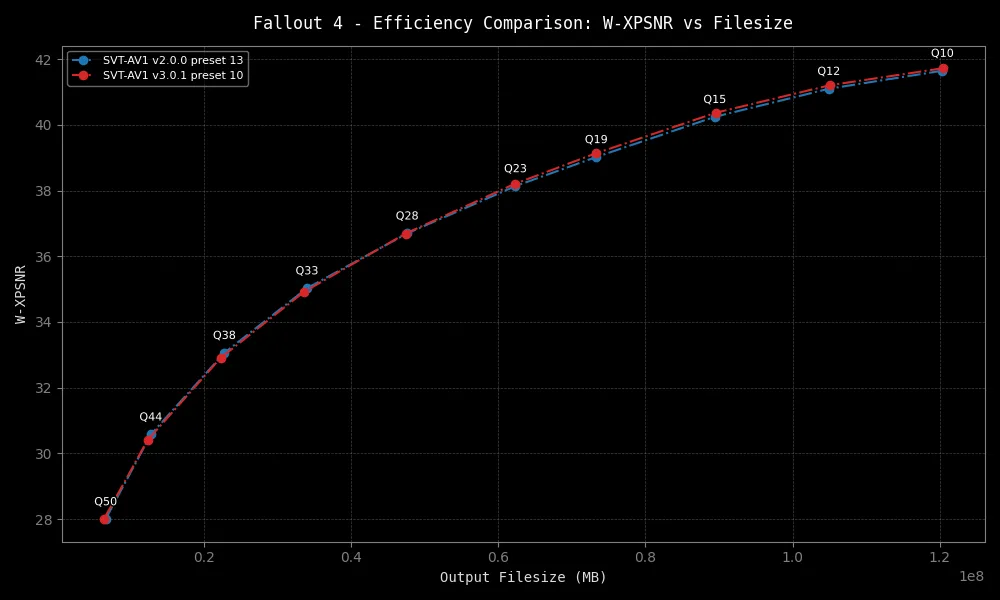 Fallout 4 - Efficiency Comparison: W-XPSNR vs Filesize
SVT-AV1 v2.0.0 preset 13
SVT-AV1 v3.0.1 preset 10
Q10
Q12
Q15
Q19
Q23
Q28
Q33
Q38
Q44
Q50
42
40
38
36
34
32
30
28
W-XPSNR
0.2
0.4
0.6
0.8
1.0
1.2
1e8
Output Filesize (MB)